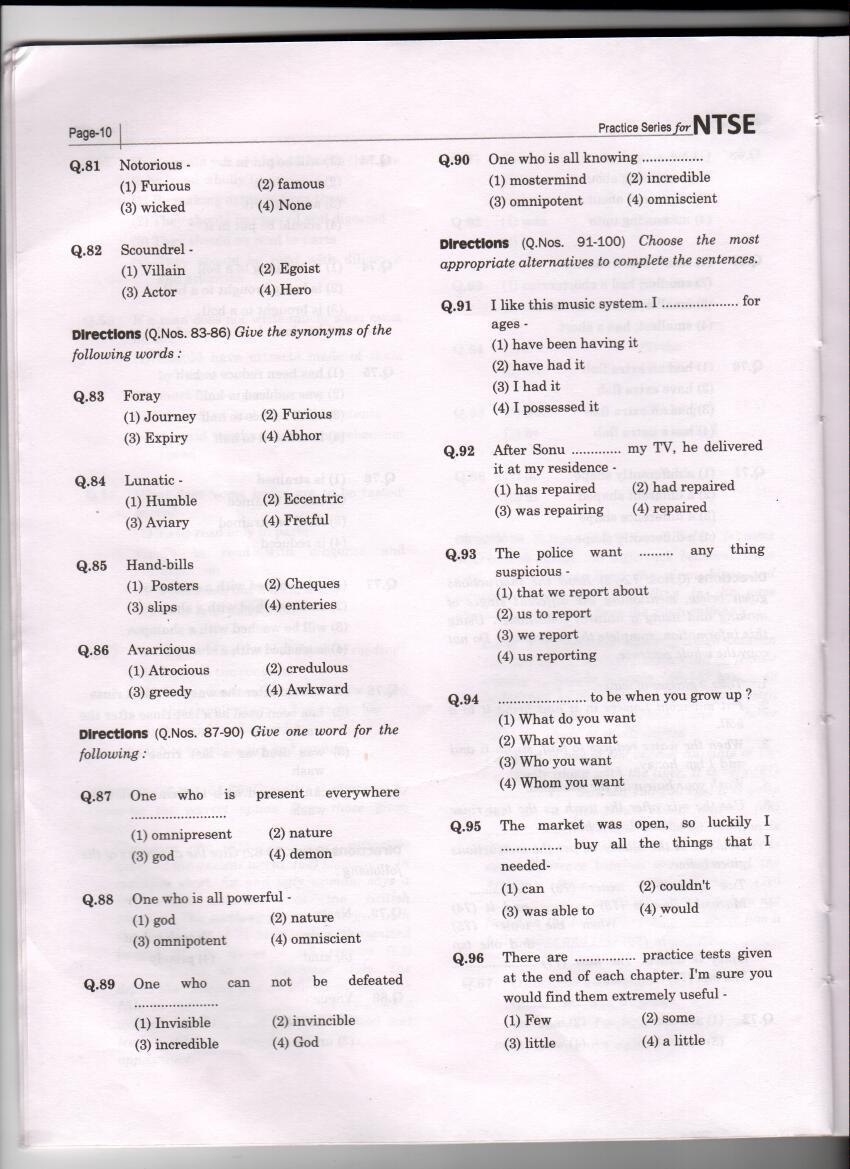 Page-10
Practice Series for NTSE
Q.81 Notorious -
(1) Furious (2) famous
(3) wicked (4) None
Q.82 Scoundrel -
(1) Villain (2) Egoist
(3) Actor (4) Hero
Directions (Q.Nos. 83-86) Give the synonyms of the
following words :
Q.83 Foray
(1) Journey (2) Furious
(3) Expiry (4) Abhor
Q.84 Lunatic -
(1) Humble (2) Eccentric
(3) Aviary (4) Fretful
Q.85 Hand-bills
(1) Posters (2) Cheques
(3) slips (4) enteries
Q.86 Avaricious
(1) Atrocious (2) credulous
(3) greedy (4) Awkward
Directions (Q.Nos. 87-90) Give one word for the
following :
Q.87 One who is present everywhere
.........................
(1) omnipresent (2) nature
(3) god (4) demon
Q.88 One who is all powerful -
(1) god (2) nature
(3) omnipotent (4) omniscient
Q.89 One who can not be defeated
......................
(1) Invisible (2) invincible
(3) incredible (4) God
Q.90 One who is all knowing ................
(1) mostermind (2) incredible
(3) omnipotent (4) omniscient
Directions (Q.Nos. 91-100) Choose the most
appropriate alternatives to complete the sentences.
Q.91 I like this music system. I .................... for
ages -
(1) have been having it
(2) have had it
(3) I had it
(4) I possessed it
Q.92 After Sonu ............. my TV, he delivered
it at my residence -
(1) has repaired (2) had repaired
(3) was repairing (4) repaired
Q.93 The police want ......... any thing
suspicious -
(1) that we report about
(2) us to report
(3) we report
(4) us reporting
Q.94 ........................ to be when you grow up ?
(1) What do you want
(2) What you want
(3) Who you want
(4) Whom you want
Q.95 The market was open, so luckily I
................ buy all the things that I
needed-
(1) can (2) couldn't
(3) was able to (4) would
Q.96 There are ................ practice tests given
at the end of each chapter. I'm sure you
would find them extremely useful -
(1) Few (2) some
(3) little (4) a little